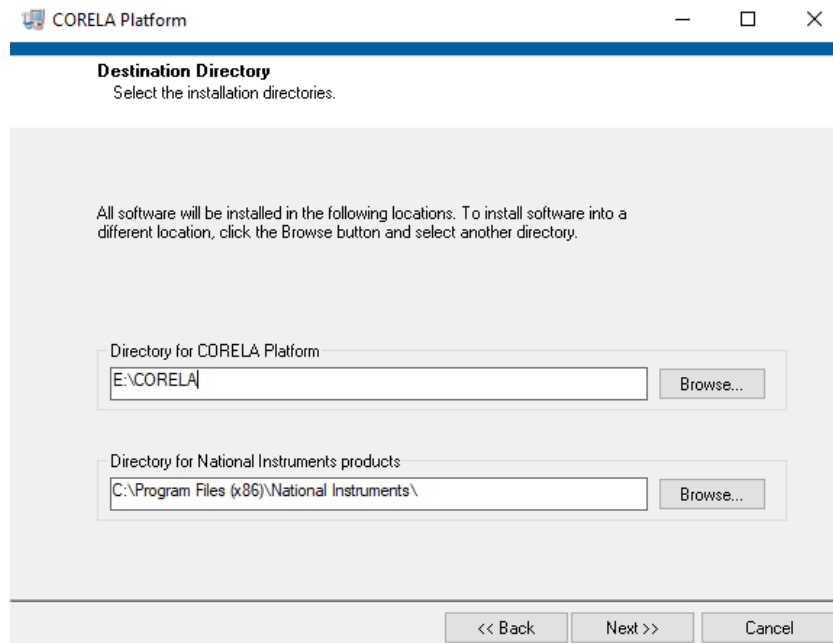 CORELA Platform
Destination Directory
Select the installation directories.
All software will be installed in the following locations. To install software into a
different location, click the Browse button and select another directory.
Directory for CORELA Platform
E:\CORELA
Browse...
Directory for National Instruments products
C:\Program Files (x86)\National Instruments\
Browse...
<< Back
Next >>
Cancel